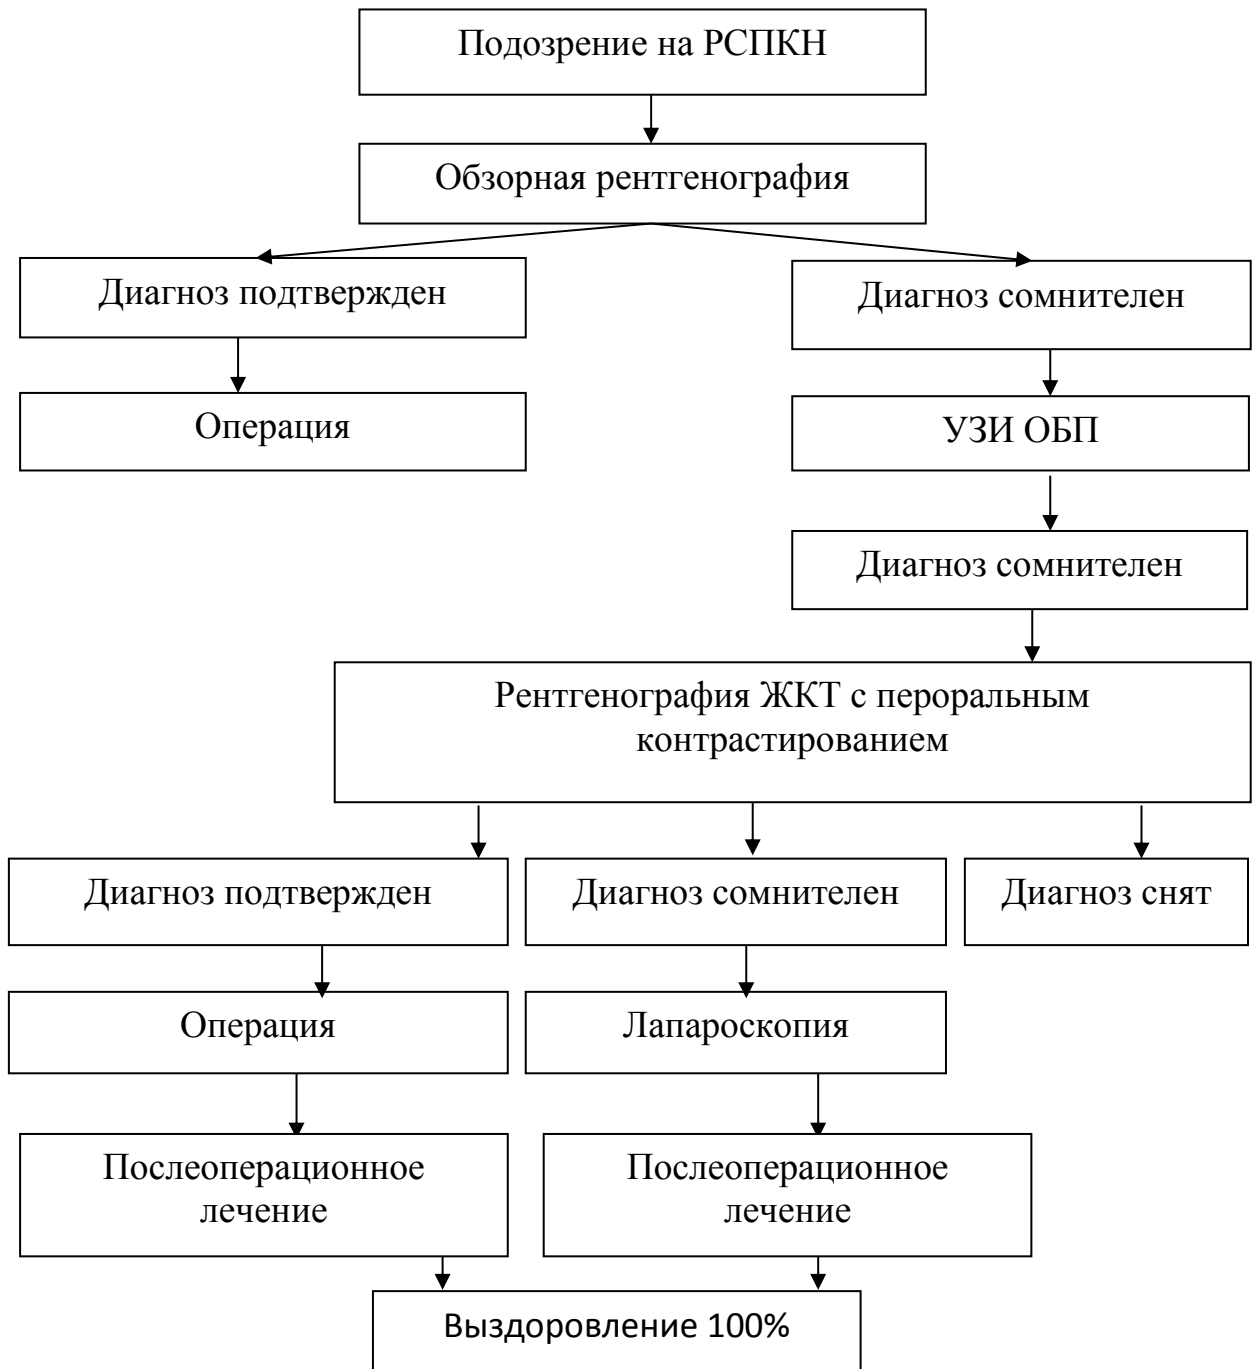 Подозрение на РСПКН
Обзорная рентгенография
Диагноз подтвержден
Диагноз сомнителен
Операция
УЗИ ОБП
Диагноз сомнителен
Рентгенография ЖКТ с пероральным
контрастированием
Диагноз подтвержден
Диагноз сомнителен
Диагноз снят
Операция
Лапароскопия
Послеоперационное
лечение
Послеоперационное
лечение
Выздоровление 100%